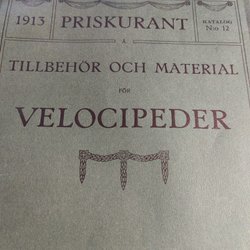 1913 PRISKURANT KATALOG No 12
Å
TILLBEHÖR OCH MATERIAL
FÖR
VELOCIPEDER